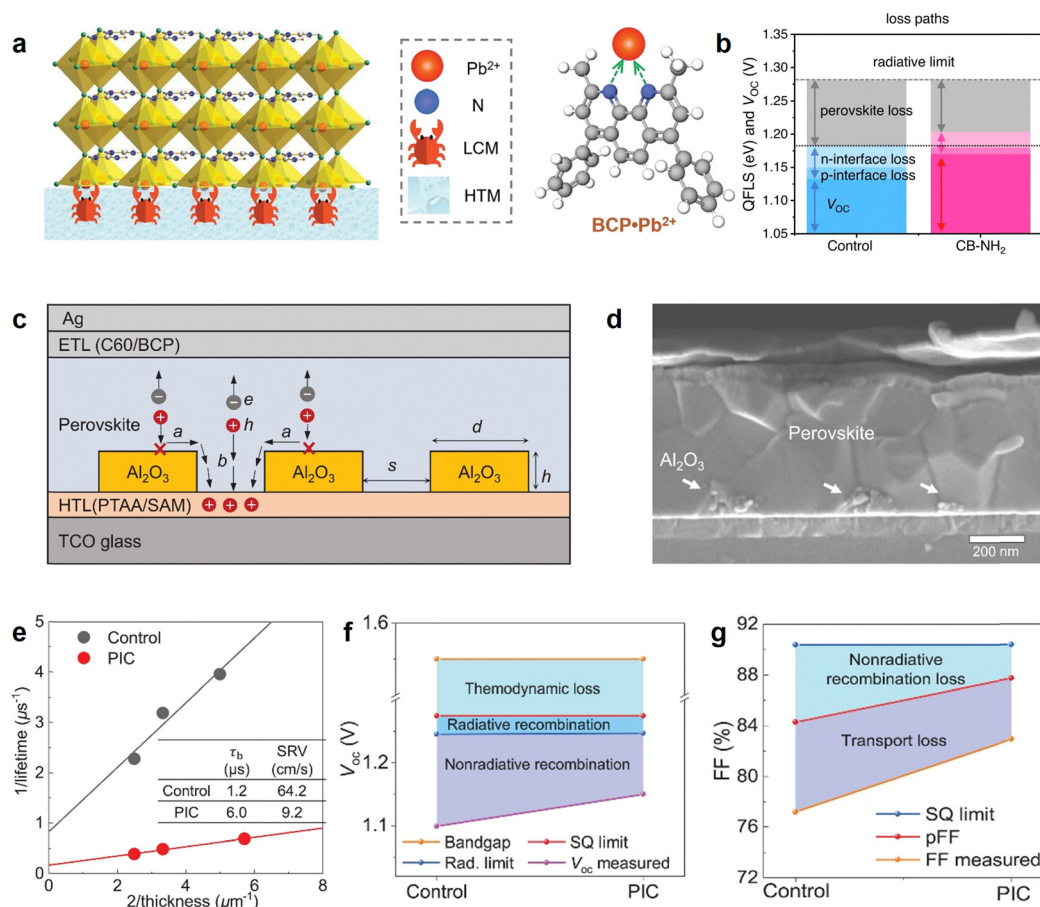 a
Pb²⁺
N
LCM
HTM
BCP•Pb²⁺
b
loss paths
radiative limit
QFLS (eV) and VOC (V)
1.35
1.30
1.25
1.20
1.15
1.10
1.05
perovskite loss
n-interface loss
p-interface loss
VOC
Control
CB-NH₂
c
Ag
ETL (C60/BCP)
Perovskite
e
h
a
a
b
d
s
h
Al₂O₃
Al₂O₃
Al₂O₃
HTL(PTAA/SAM)
TCO glass
d
Perovskite
Al₂O₃
200 nm
e
Control
PIC
1/lifetime (μs⁻¹)
5
4
3
2
1
0
τb SRV
(μs) (cm/s)
Control 1.2 64.2
PIC 6.0 9.2
0 2 4 6 8
2/thickness (μm⁻¹)
f
Voc (V)
1.6
1.2
1.1
Themodynamic loss
Radiative recombination
Nonradiative recombination
Bandgap SQ limit
Rad. limit Voc measured
Control PIC
g
FF (%)
92
88
84
80
76
72
Nonradiative
recombination loss
Transport loss
SQ limit
pFF
FF measured
Control PIC